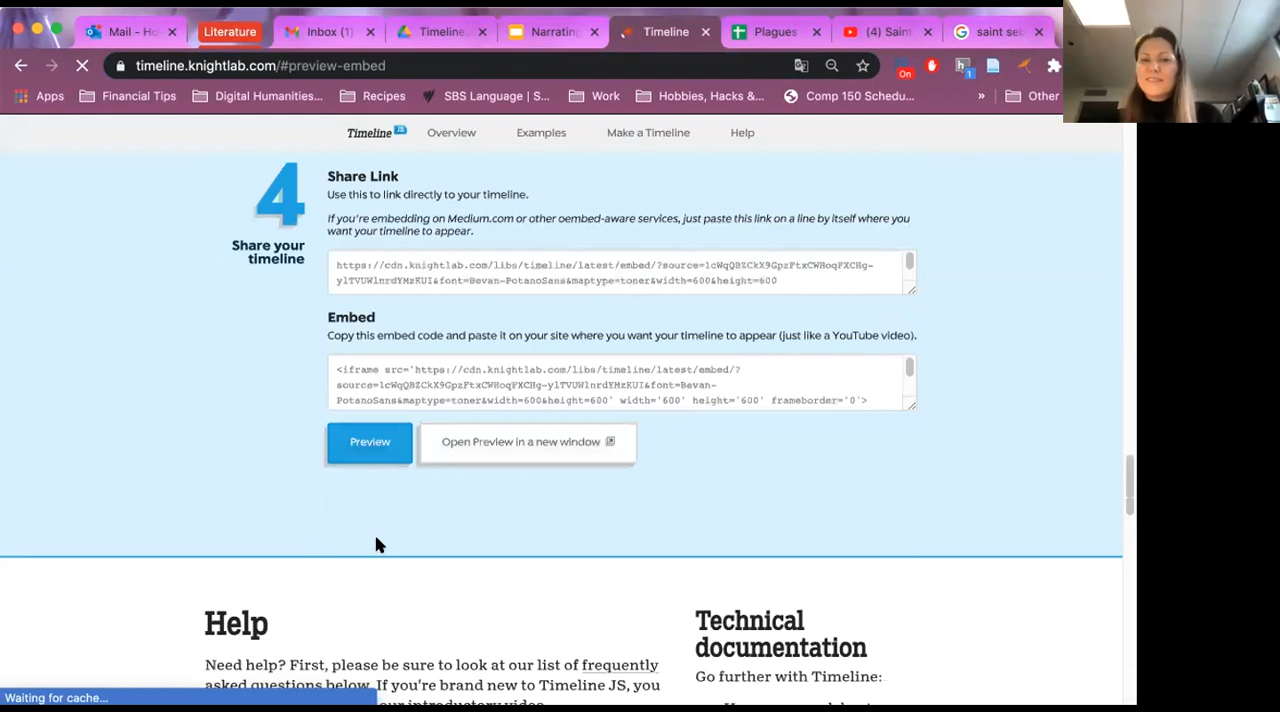 Mail - Ho
Literature
Inbox (1)
Timeline
Narrating
Timeline
Plagues
(4) Saint
saint se
timeline.knightlab.com/#preview-embed
On
h
1
Apps
Financial Tips
Digital Humanities...
Recipes
SBS Language | S...
Work
Hobbies, Hacks &...
Comp 150 Schedu...
»
Other
Timeline JS
Overview
Examples
Make a Timeline
Help
4
Share your
timeline
Share Link
Use this to link directly to your timeline.
If you're embedding on Medium.com or other oembed-aware services, just paste this link on a line by itself where you
want your timeline to appear.
https://cdn.knightlab.com/libs/timeline/latest/embed/?source=1cWqQBZCkX9GpzFtxCWHoqFXCHg-
ylTVUWlnrdYMzKUI&font=Bevan-PotanoSans&maptype=toner&width=600&height=600
Embed
Copy this embed code and paste it on your site where you want your timeline to appear (just like a YouTube video).
<iframe src='https://cdn.knightlab.com/libs/timeline/latest/embed/?
source=1cWqQBZCkX9GpzFtxCWHoqFXCHg-ylTVUWlnrdYMzKUI&font=Bevan-
PotanoSans&maptype=toner&width=600&height=600' width='600' height='600' frameborder='0'>
Preview
Open Preview in a new window
Help
Need help? First, please be sure to look at our list of frequently
asked questions below. If you're brand new to Timeline JS, you
our introductory video
Technical
documentation
Go further with Timeline:
Waiting for cache...